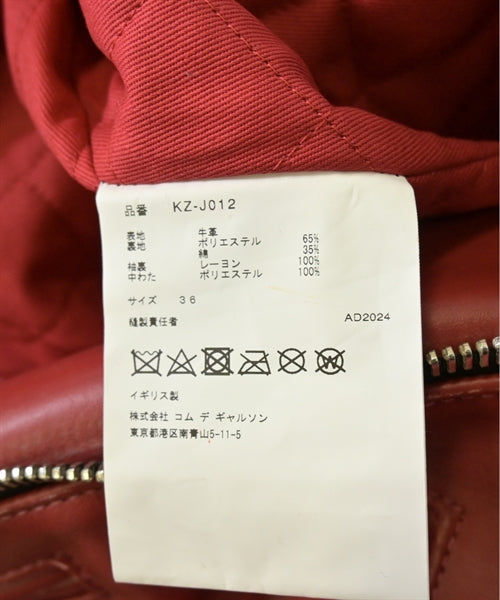 品番 KZ-J012
表地 牛革
裏地 ポリエステル 65%
綿 35%
袖裏 レーヨン 100%
中わた ポリエステル 100%
サイズ 36
縫製責任者 AD2024
W
イギリス製
株式会社 コム デ ギャルソン
東京都港区南青山5-11-5